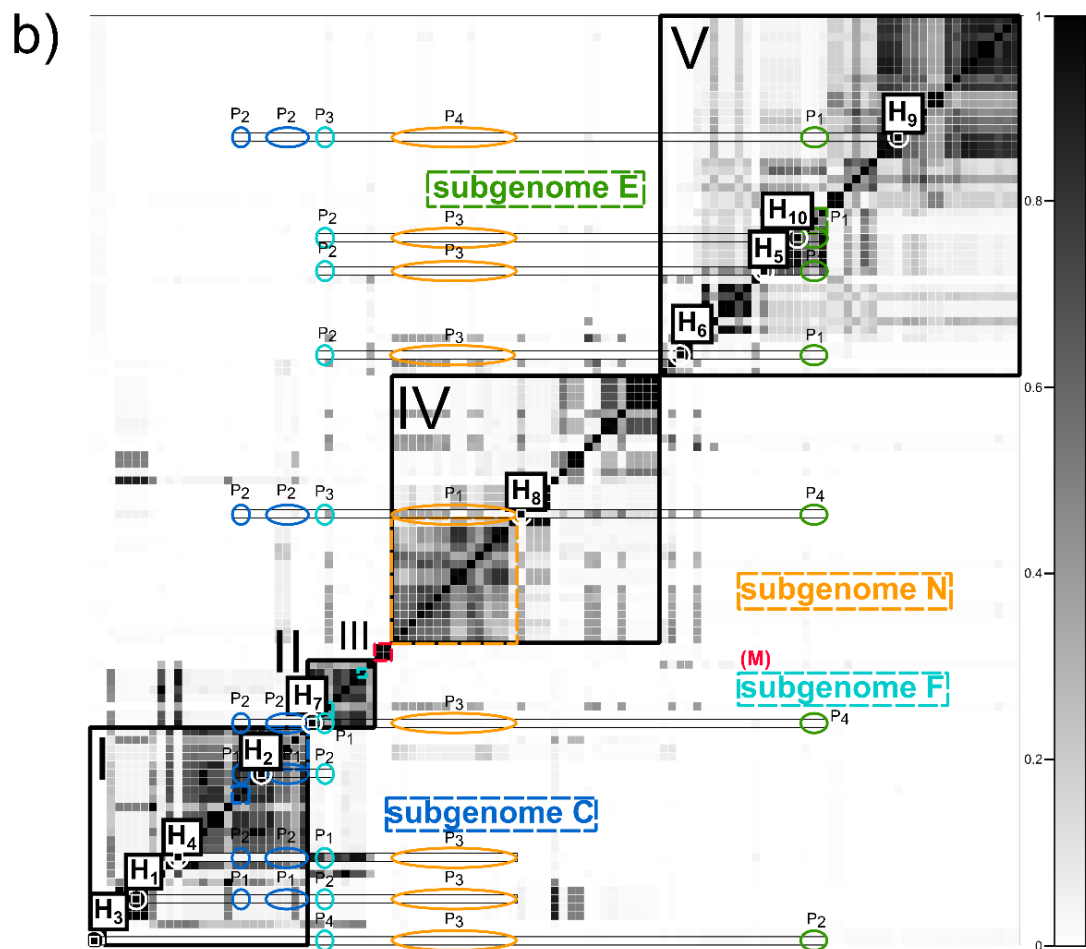 b)
V
1
P2 P2 P3 P4 P1
H9
subgenome E
0.8
P2 P3 H10 P1
P2 P3 H5
P2 P3 H6 P1
IV
0.6
P2 P2 P3 P1 H8 P4
subgenome N
0.4
II III
(M)
subgenome F
H7
P2 P2 P1 P3 P4
I
H2
P1 P1 P2
0.2
subgenome C
H4
P2 P2 P1 P3
H1
P1 P1 P2 P3
H3
P4 P3 P2
0